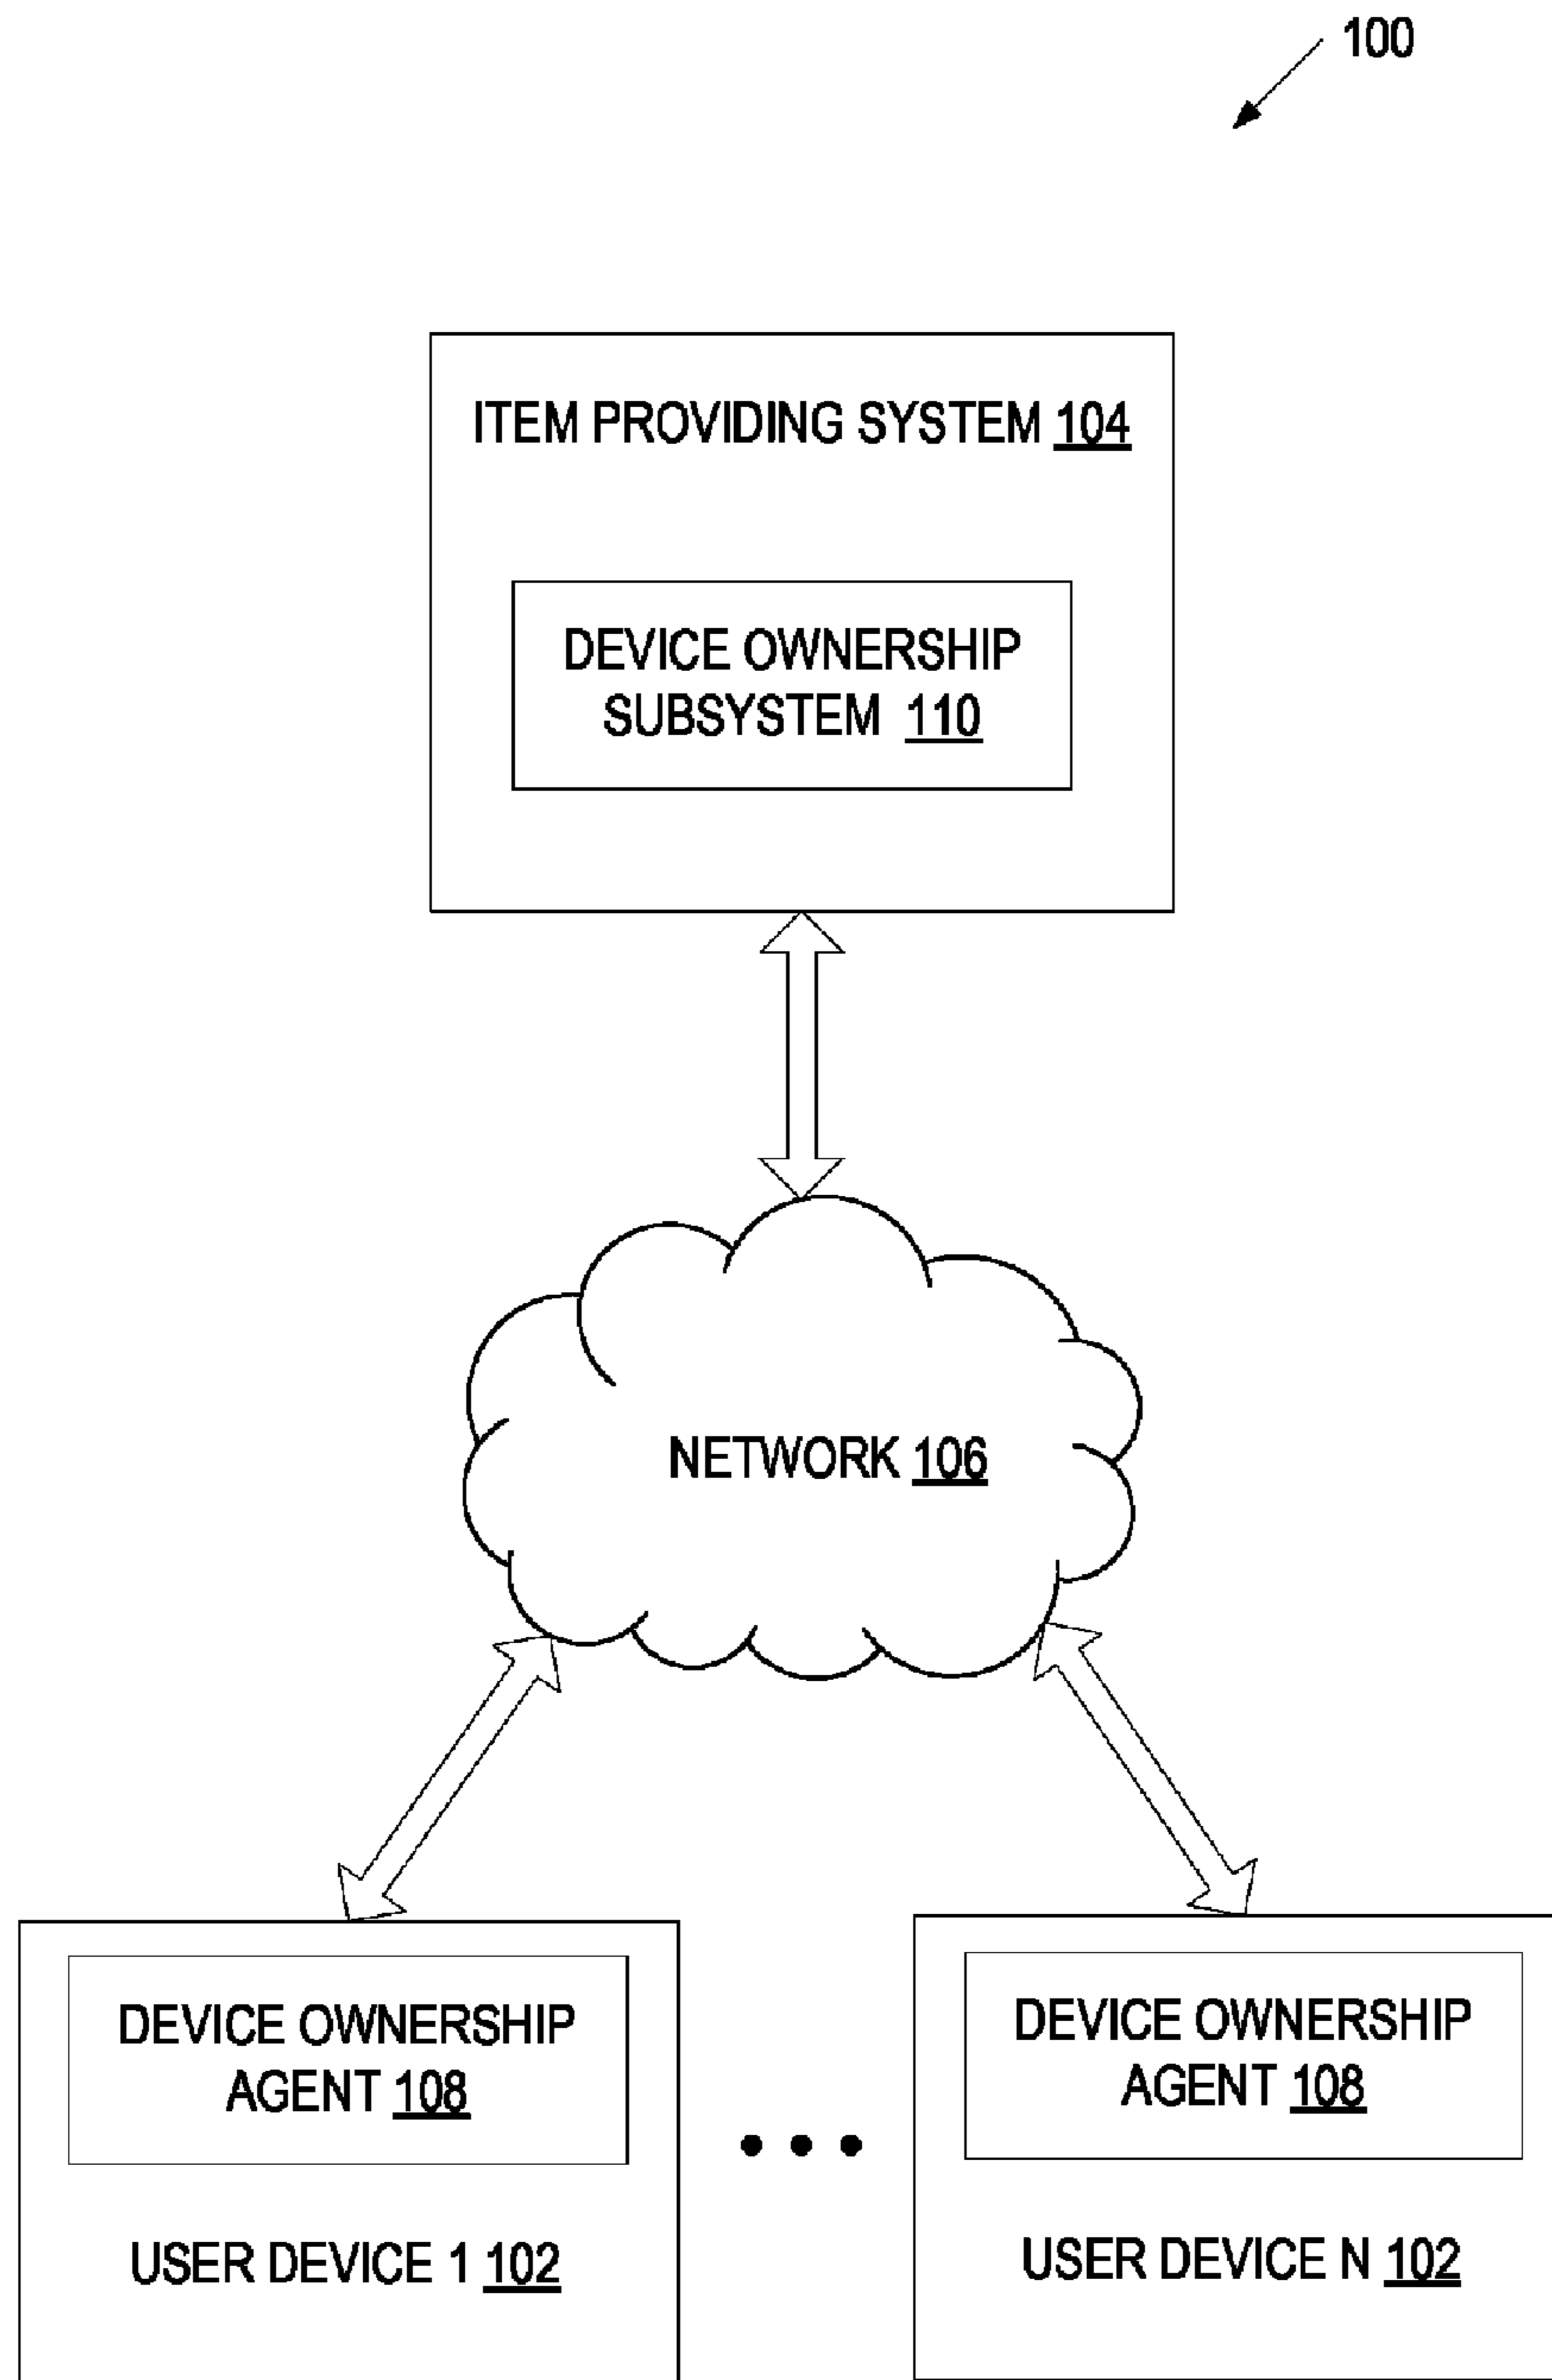 100
ITEM PROVIDING SYSTEM 104
DEVICE OWNERSHIP
SUBSYSTEM 110
NETWORK 106
DEVICE OWNERSHIP
AGENT 108
USER DEVICE 1 102
DEVICE OWNERSHIP
AGENT 108
USER DEVICE N 102